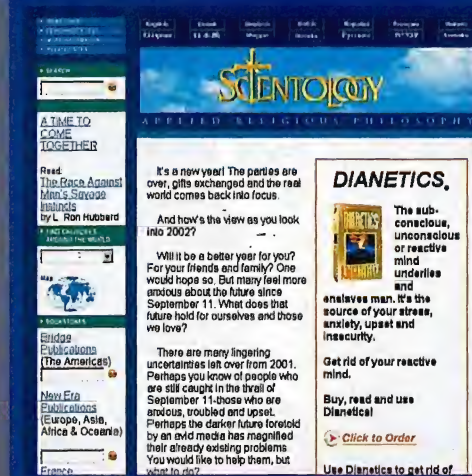 SCIENTOLOGY
APPLIED RELIGIOUS PHILOSOPHY
SEARCH
A TIME TO
COME
TOGETHER
Read:
The Race Against
Man's Savage
Instincts
by L. Ron Hubbard
AROUND THE WORLD
MAP
BOOKSTORES
Bridge
Publications
(The Americas)
New Era
Publications
(Europe, Asia,
Africa & Oceania)
France
It's a new year! The parties are
over, gifts exchanged and the real
world comes back into focus.
And how's the view as you look
into 2002?
Will it be a better year for you?
For your friends and family? One
would hope so. But many feel more
anxious about the future since
September 11. What does that
future hold for ourselves and those
we love?
There are many lingering
uncertainties left over from 2001.
Perhaps you know of people who
are still caught in the thrall of
September 11-those who are
anxious, troubled and upset.
Perhaps the darker future foretold
by an avid media has magnified
their already existing problems
You would like to help them, but
what to do?
DIANETICS.
DIANETICS
The sub-
conscious,
unconscious
or reactive
mind
underlies
and
enslaves man. It's the
source of your stress,
anxiety, upset and
insecurity.
Get rid of your reactive
mind.
Buy, read and use
Dianetics!
Click to Order
Use Dianetics to get rid of